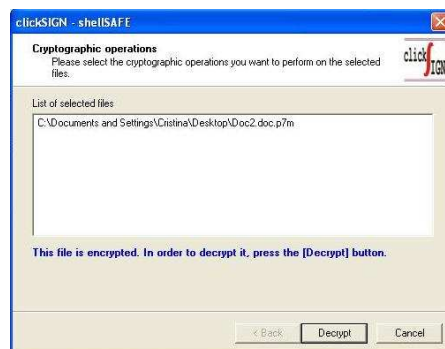 clickSIGN - shellSAFE
Cryptographic operations
Please select the cryptographic operations you want to perform on the selected
files.
click SIGN
List of selected files
C:\Documents and Settings\Cristina\Desktop\Doc2.doc.p7m
This file is encrypted. In order to decrypt it, press the [Decrypt] button.
< Back Decrypt Cancel